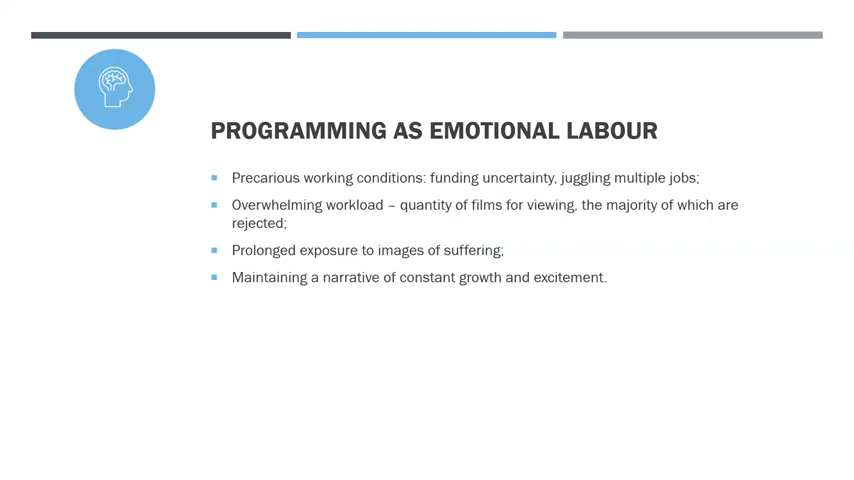 PROGRAMMING AS EMOTIONAL LABOUR
Precarious working conditions: funding uncertainty, juggling multiple jobs;
Overwhelming workload – quantity of films for viewing, the majority of which are
rejected;
Prolonged exposure to images of suffering;
Maintaining a narrative of constant growth and excitement.